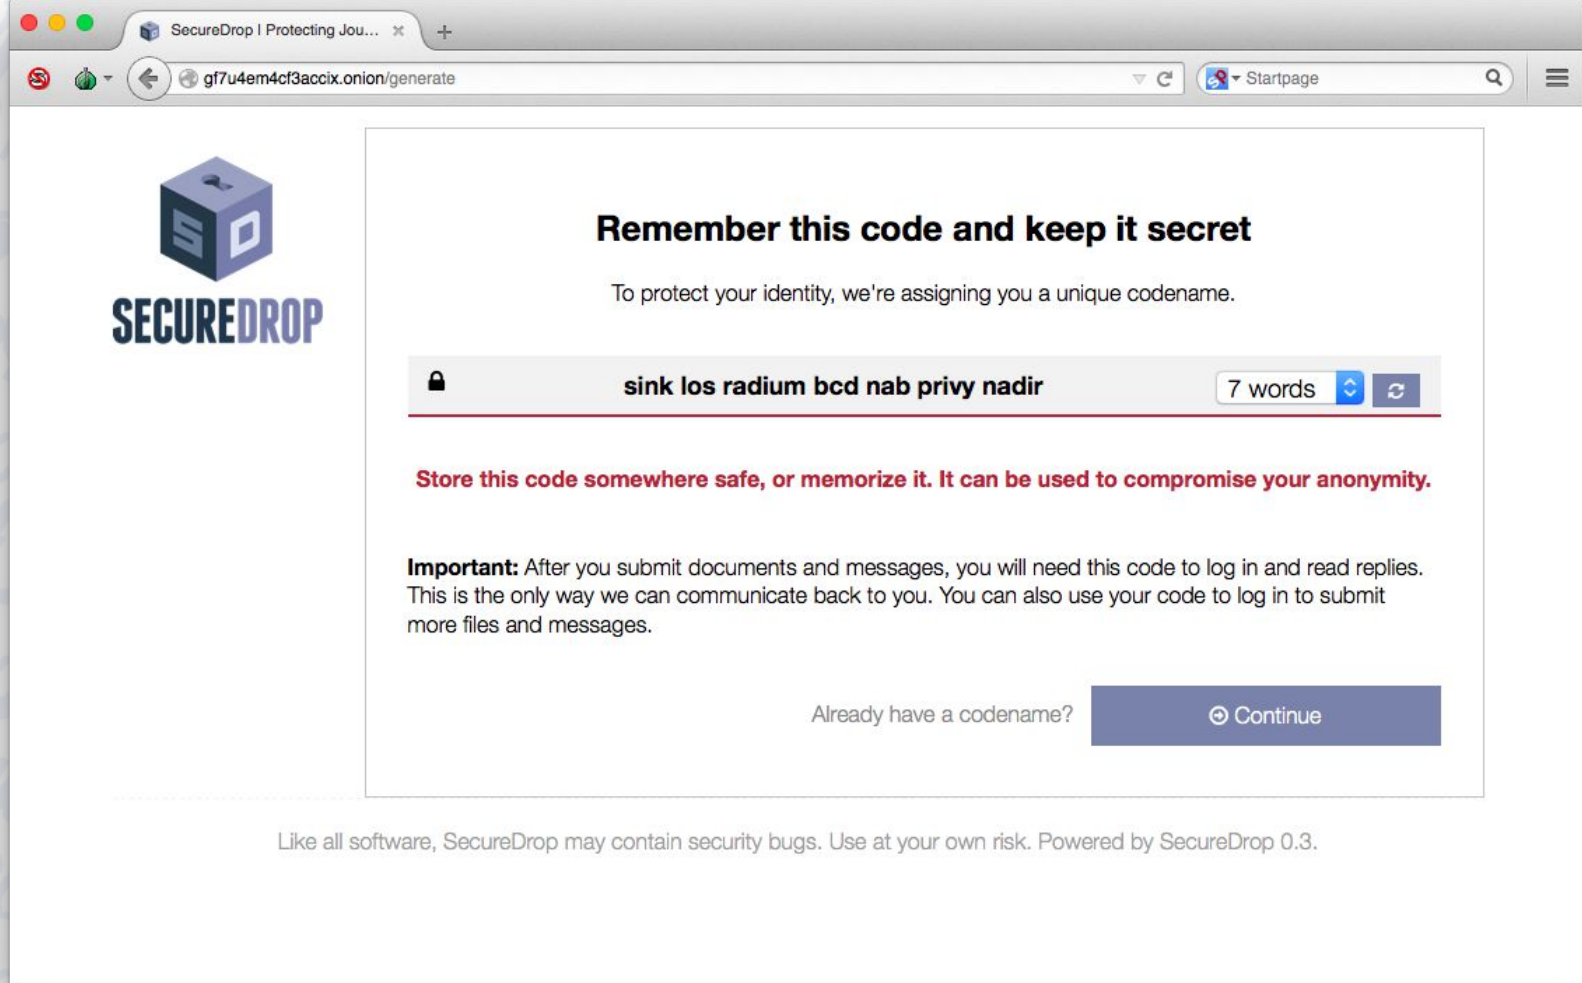 SecureDrop | Protecting Jou...
gf7u4em4cf3accix.onion/generate
Startpage
SD
SECUREDROP
Remember this code and keep it secret
To protect your identity, we're assigning you a unique codename.
sink los radium bcd nab privy nadir
7 words
Store this code somewhere safe, or memorize it. It can be used to compromise your anonymity.
Important: After you submit documents and messages, you will need this code to log in and read replies.
This is the only way we can communicate back to you. You can also use your code to log in to submit
more files and messages.
Already have a codename?
Continue
Like all software, SecureDrop may contain security bugs. Use at your own risk. Powered by SecureDrop 0.3.